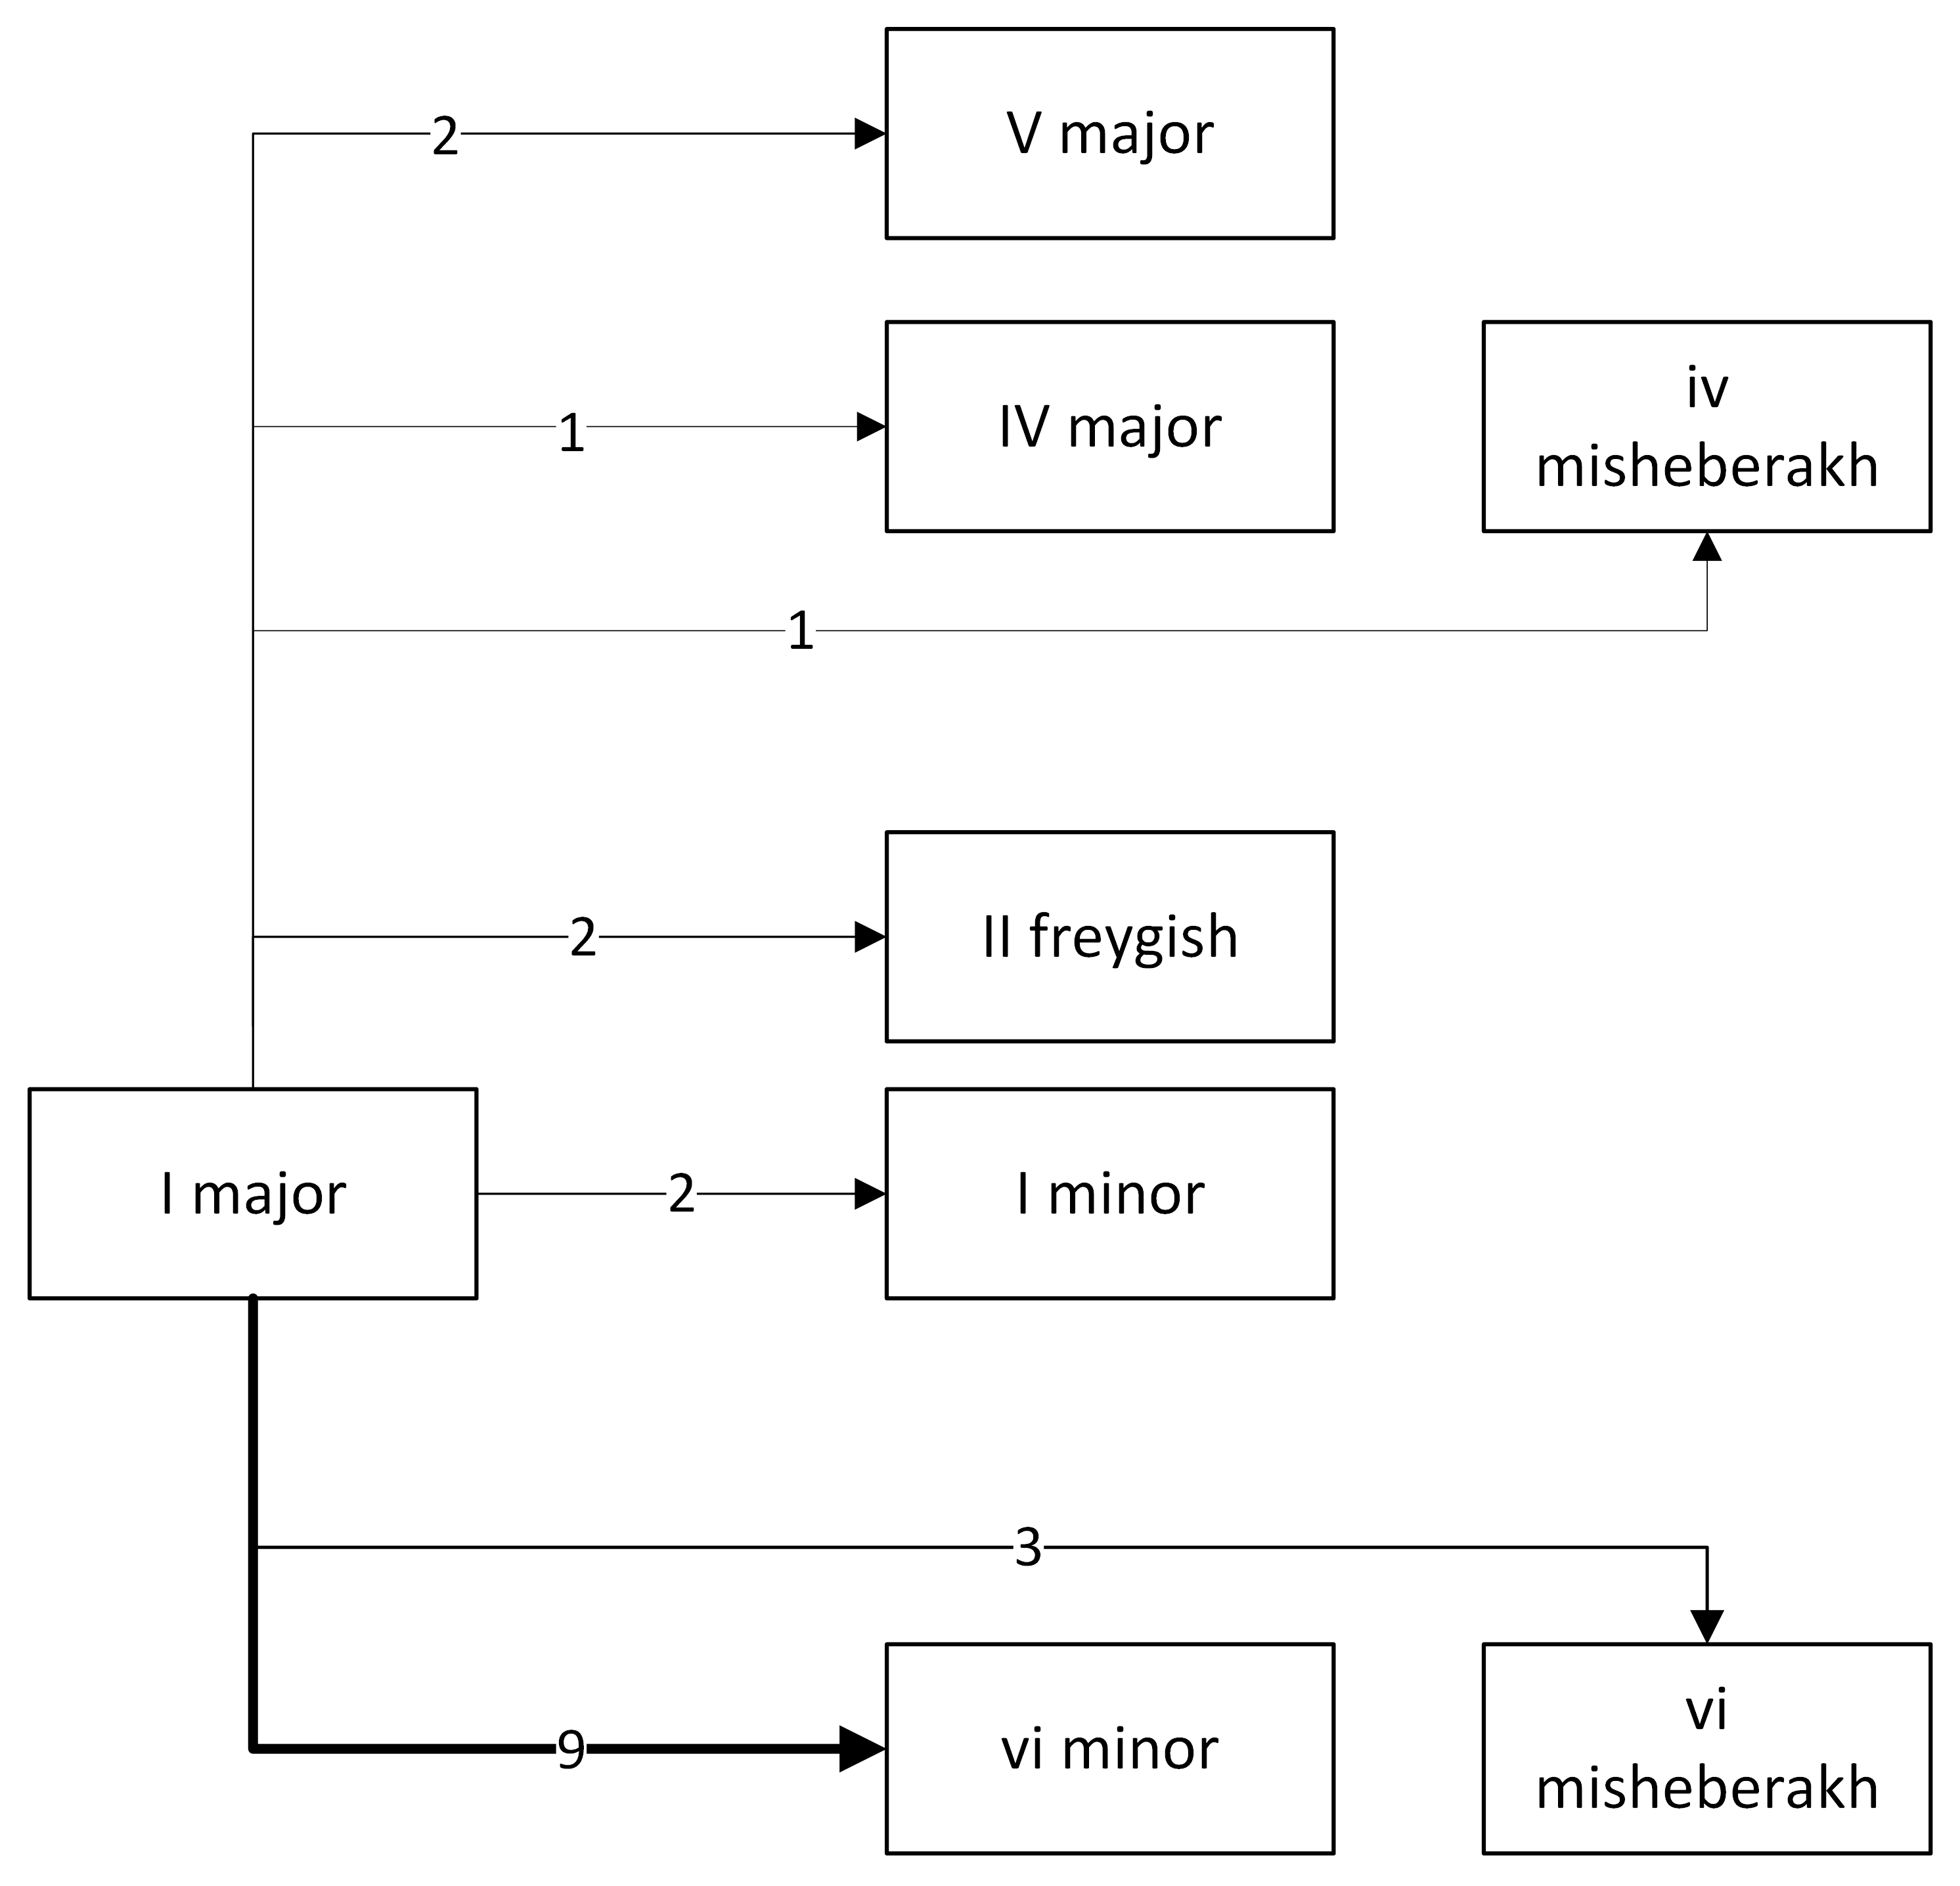 V major
2
IV major
1
iv
misheberakh
1
II freygish
2
I major
2
I minor
3
vi minor
9
vi
misheberakh